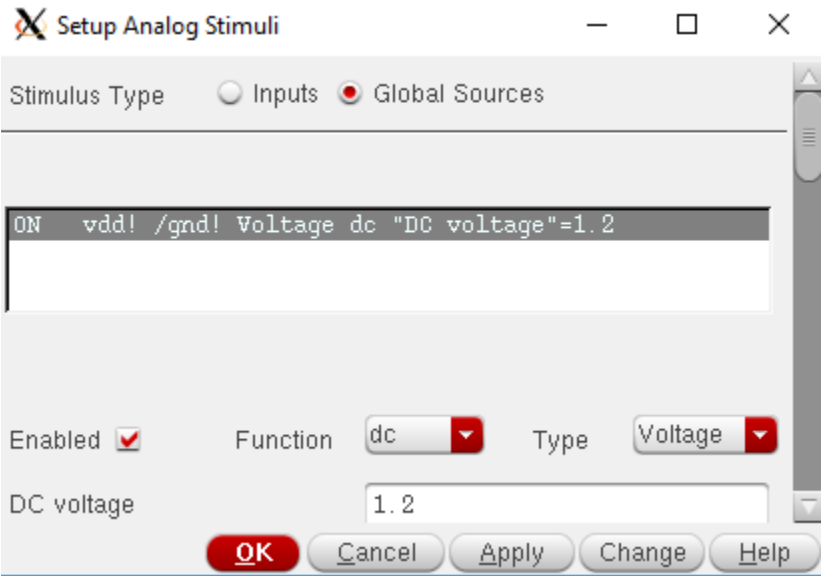 Setup Analog Stimuli
Stimulus Type Inputs Global Sources
ON vdd! /gnd! Voltage dc "DC voltage"=1.2
Enabled Function dc Type Voltage
DC voltage 1.2
OK Cancel Apply Change Help